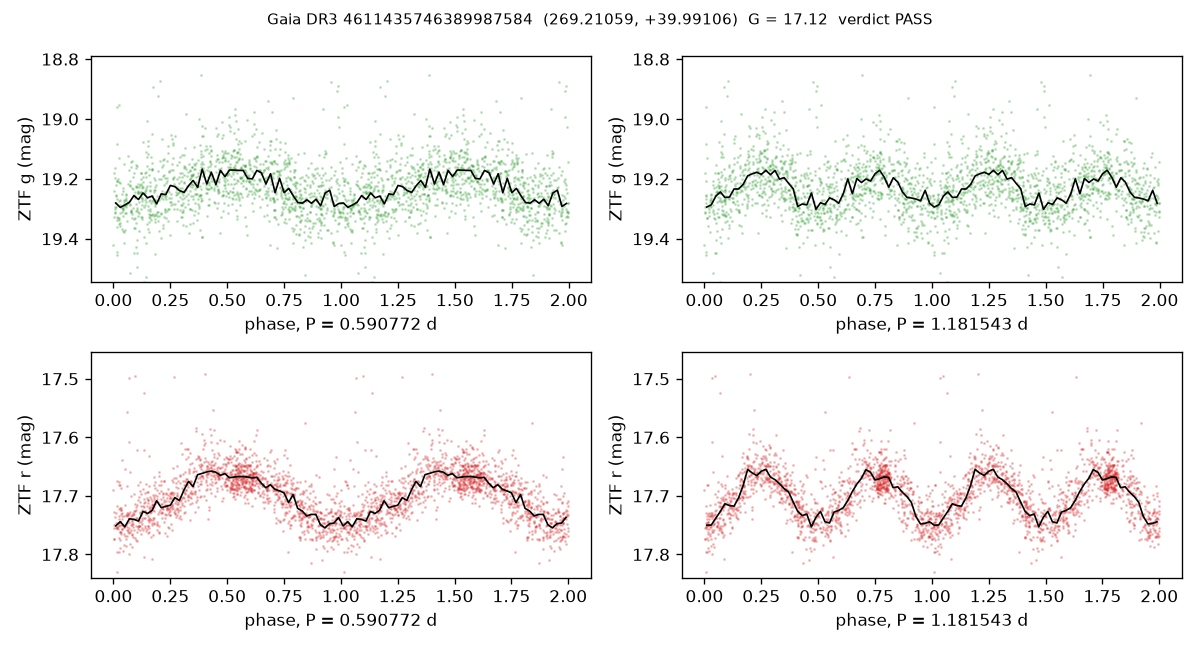 Gaia DR3 4611435746389987584 (269.21059, +39.99106) G = 17.12 verdict PASS
18.8
19.0
19.2
19.4
ZTF g (mag)
0.00 0.25 0.50 0.75 1.00 1.25 1.50 1.75 2.00
phase, P = 0.590772 d
18.8
19.0
19.2
19.4
ZTF g (mag)
0.00 0.25 0.50 0.75 1.00 1.25 1.50 1.75 2.00
phase, P = 1.181543 d
17.5
17.6
17.7
17.8
ZTF r (mag)
0.00 0.25 0.50 0.75 1.00 1.25 1.50 1.75 2.00
phase, P = 0.590772 d
17.5
17.6
17.7
17.8
ZTF r (mag)
0.00 0.25 0.50 0.75 1.00 1.25 1.50 1.75 2.00
phase, P = 1.181543 d